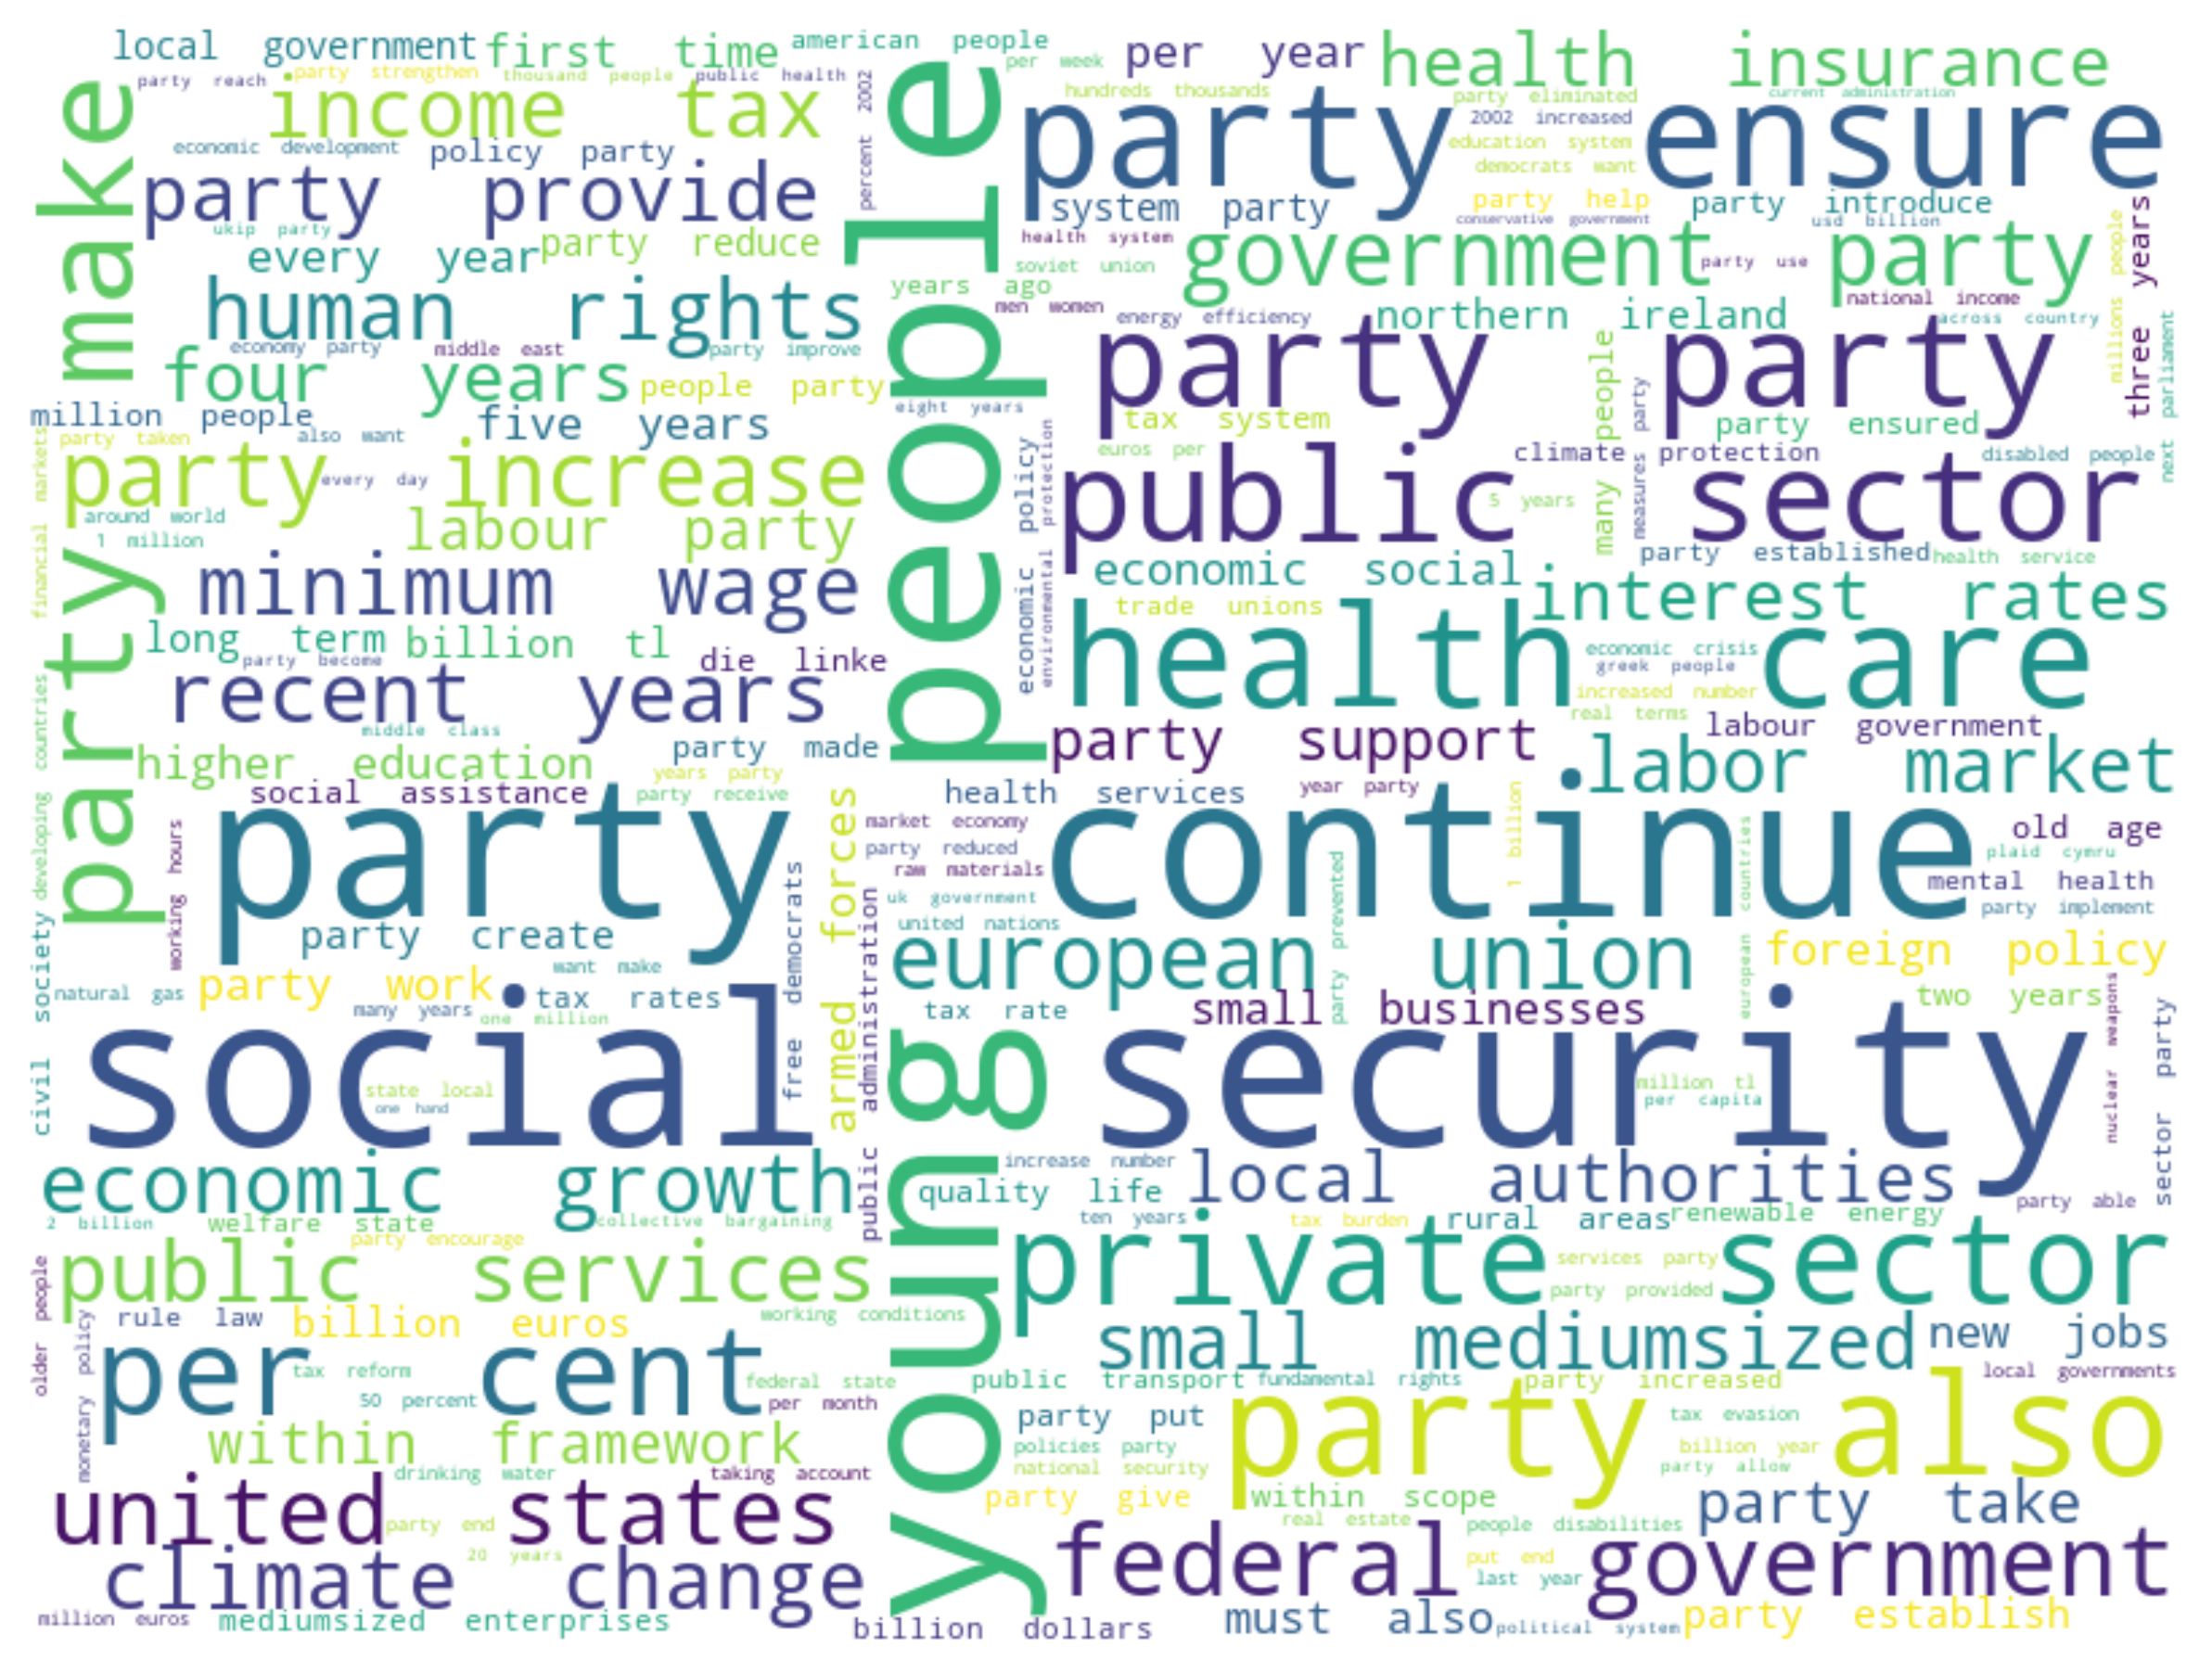 local government
first time
american people
per year
health insurance
party reach
party strengthen
thousand people
public health
per week
income tax
percent 2002
hundreds thousands
party ensure
party eliminated
current administration
2002 increased
education system
democrats want
economic development
policy party
party provide
system party
party help
party introduce
conservative government
usd billion
ukip party
every year
party reduce
health system
soviet union
government party
party use
millions people
three years
human rights
years ago
men women
energy efficiency
northern ireland
national income
across country
economy party
middle east
party improve
party party
four years
people party
million people
five years
eight years
tax system
many people
measures party
party ensured
next parliament
party taken
also want
party increase
every day
euros per
public sector
climate protection
disabled people
5 years
economic policy
environmental protection
financial markets
around world
1 million
labour party
party established
health service
minimum wage
economic social
interest rates
trade unions
health care
long term
billion tl
die linke
party become
economic crisis
greek people
increased number
recent years
real terms
labour government
middle class
party make
young people
party support
labor market
higher education
party made
years party
social assistance
party receive
health services
year party
1 billion
developing countries
working hours
party continue
market economy
party reduced
raw materials
old age
plaid cymru
mental health
party implement
european countries
uk government
united nations
party prevented
party create
armed forces
free democrats
public administration
european union
foreign policy
civil society
natural gas
party work
want make
tax rates
many years
one million
tax rate
small businesses
two years
nuclear weapons
sector party
social security
state local
one hand
million tl
per capita
economic growth
increase number
quality life
local authorities
party able
2 billion
welfare state
collective bargaining
ten years
tax burden
rural areas
renewable energy
party encourage
public services
private sector
services party
party provided
older people
monetary policy
rule law
billion euros
working conditions
small mediumsized
new jobs
per cent
tax reform
50 percent
federal state
per month
public transport
fundamental rights
party increased
local governments
party put
party also
tax evasion
within framework
policies party
national security
billion year
party allow
drinking water
taking account
party give
within scope
party take
united states
party end
real estate
people disabilities
climate change
20 years
federal government
put end
last year
million euros
mediumsized enterprises
billion dollars
must also
political system
party establish